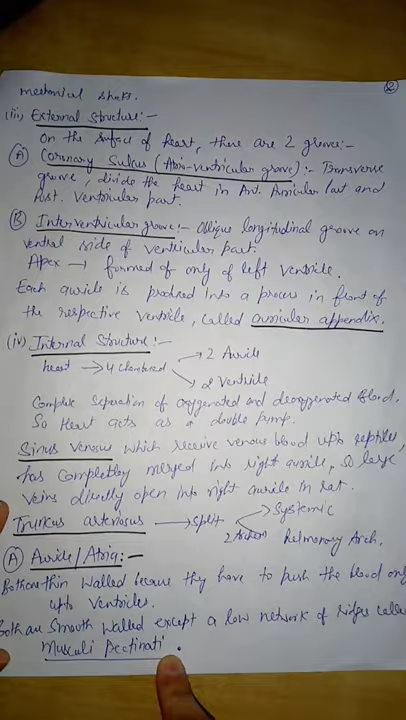 ②
mechanical shocks.
(iii) External Structure:-
On the surface of heart, there are 2 grooves:-
Ⓐ Coronary Sulcus (Atrio-ventricular groove):- Transverse
groove, divide the heart in Ant. Auricular part and
Post. Ventricular part.
Ⓑ Interventricular groove:- Oblique longitudinal groove on
ventral side of ventricular part.
Apex → formed of only of left ventricle.
Each auricle is produced into a process in front of
the respective ventricle, called auricular appendix.
(iv) Internal Structure:-
heart → 4 Chambered → 2 Auricle
→ 2 Ventricle
Complete Seperation of oxygenated and deoxygenated Blood.
So Heart acts as a double pump.
Sinus venosus which receive venous blood upto reptiles,
has completely merged into right auricle, so large
veins directly open into right auricle in rat.
Truncus arteriosus → Split → Systemic
2 Arches Pulmonary Arch.
Ⓐ Auricle/Atria:-
Both are thin walled because they have to push the blood only
upto ventricles.
Both are Smooth walled except a low network of ridges called
Musculi Pectinati.